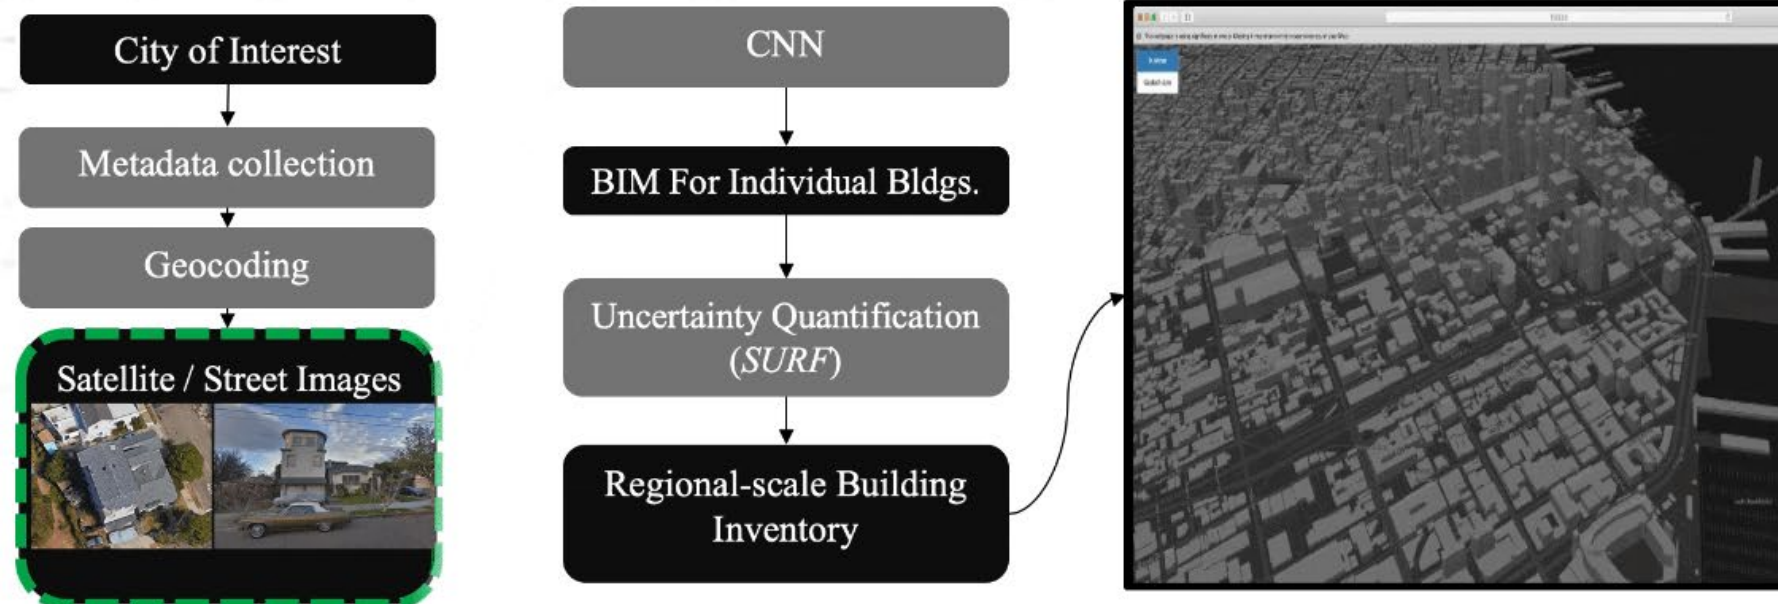 City of Interest
Metadata collection
Geocoding
Satellite / Street Images
CNN
BIM For Individual Bldgs.
Uncertainty Quantification
(SURF)
Regional-scale Building
Inventory